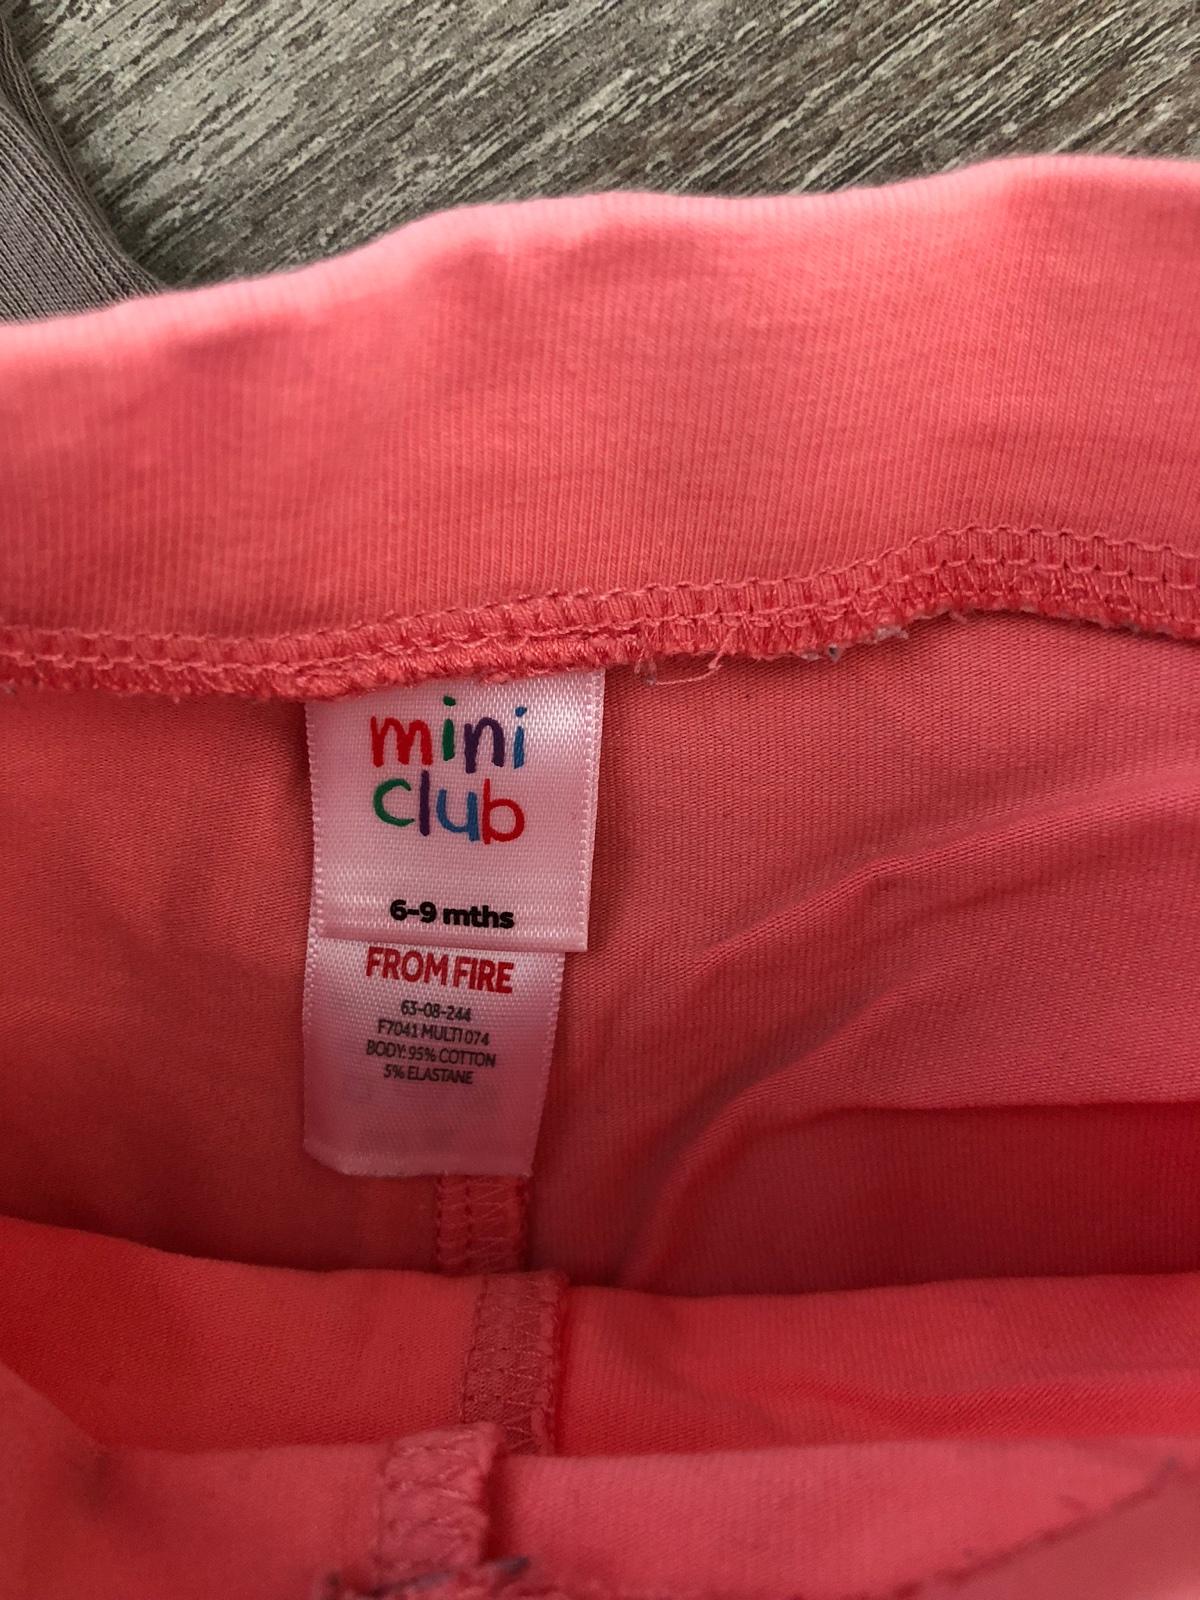 mini
club
6-9 mths
FROM FIRE
63-08-244
F7041 MULTI 074
BODY: 95% COTTON
5% ELASTANE